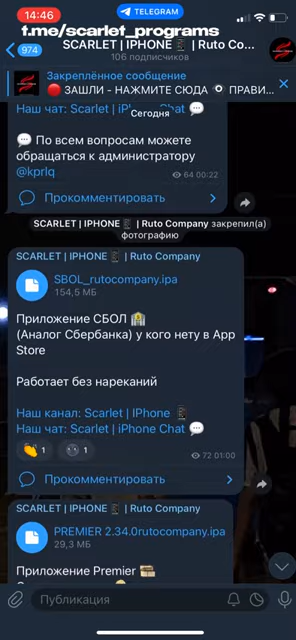 14:46
TELEGRAM
t.me/scarlet_programs
974
SCARLET | IPHONE | Ruto Co...
106 подписчиков
Закреплённое сообщение
ЗАШЛИ - НАЖМИТЕ СЮДА ПРАВИ...
Наш чат: Scarlet | iPhone Chat
Сегодня
По всем вопросам можете
обращаться к администратору
@kprlq
64 00:22
Прокомментировать
SCARLET | IPHONE | Ruto Company закрепил(а)
фотографию
SCARLET | IPHONE | Ruto Company
SBOL_rutocompany.ipa
154,5 МБ
Приложение СБОЛ
(Аналог Сбербанка) у кого нету в App
Store
Работает без нареканий
Наш канал: Scarlet | IPhone
Наш чат: Scarlet | iPhone Chat
1
1
72 01:00
Прокомментировать
SCARLET | IPHONE | Ruto Company
PREMIER 2.34.0rutocompany.ipa
29,3 МБ
Приложение Premier
Публикация